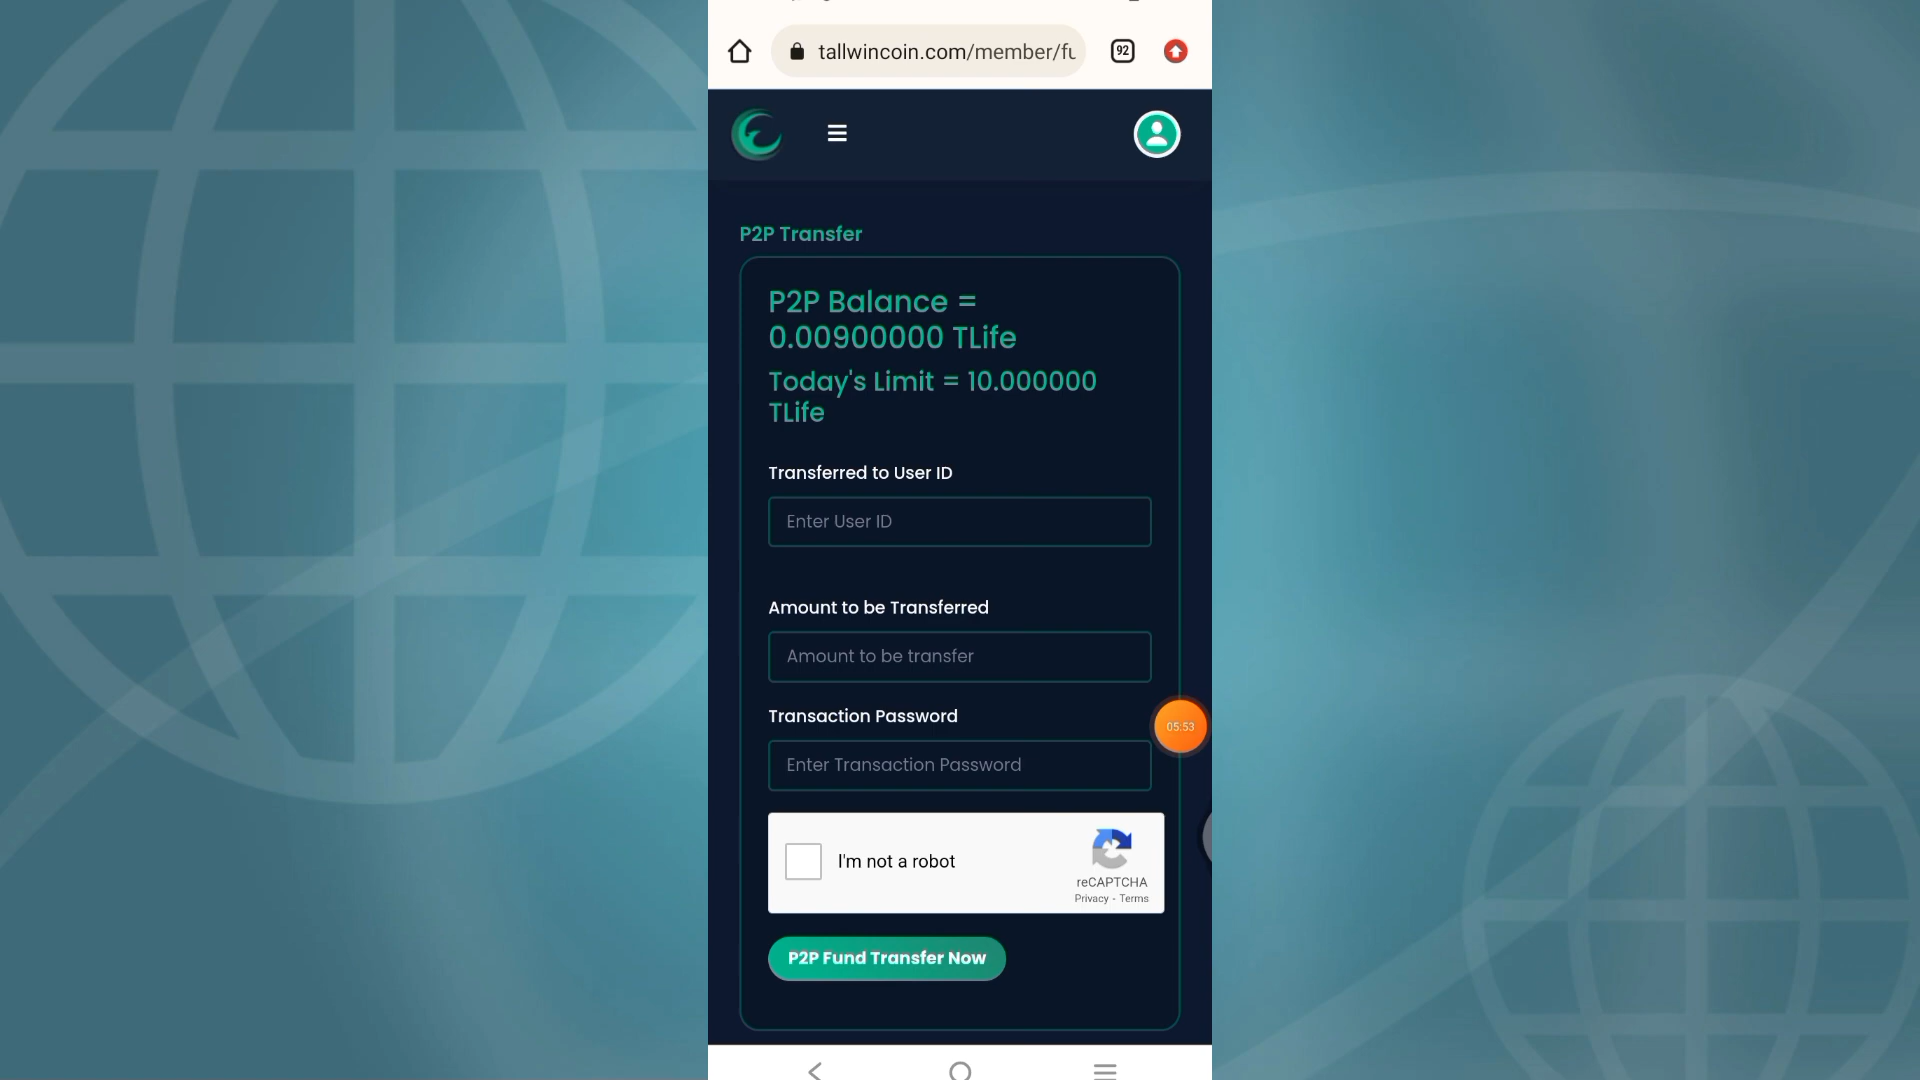 tallwincoin.com/member/fu
92
P2P Transfer
P2P Balance =
0.00900000 TLife
Today's Limit = 10.000000
TLife
Transferred to User ID
Enter User ID
Amount to be Transferred
Amount to be transfer
Transaction Password
05:53
Enter Transaction Password
I'm not a robot
reCAPTCHA
Privacy - Terms
P2P Fund Transfer Now